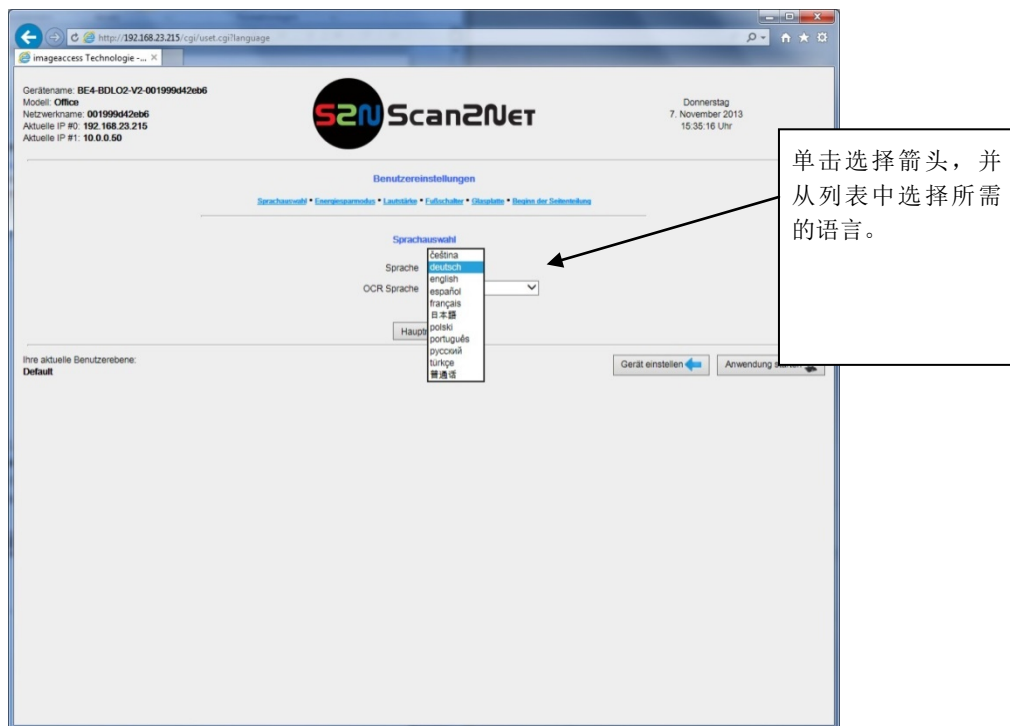 http://192.168.23.215/cgi/uset.cgi?language
imageaccess Technologie -...
Gerätename: BE4-BDLO2-V2-001999d42eb6
Modell: Office
Netzwerkname: 001999d42eb6
Aktuelle IP #0: 192.168.23.215
Aktuelle IP #1: 10.0.0.50
S2N Scan2Net
Donnerstag
7. November 2013
15:35:16 Uhr
单击选择箭头，并
从列表中选择所需
的语言。
Benutzereinstellungen
Sprachauswahl * Energiesparmodus * Lautstärke * Fußschalter * Glasplatte * Beginn der Seitenteilung
Sprachauswahl
Sprache
OCR Sprache
čeština
deutsch
english
español
français
日本語
polski
português
русский
türkçe
普通话
Ihre aktuelle Benutzerebene:
Default
Gerät einstellen
Anwendung